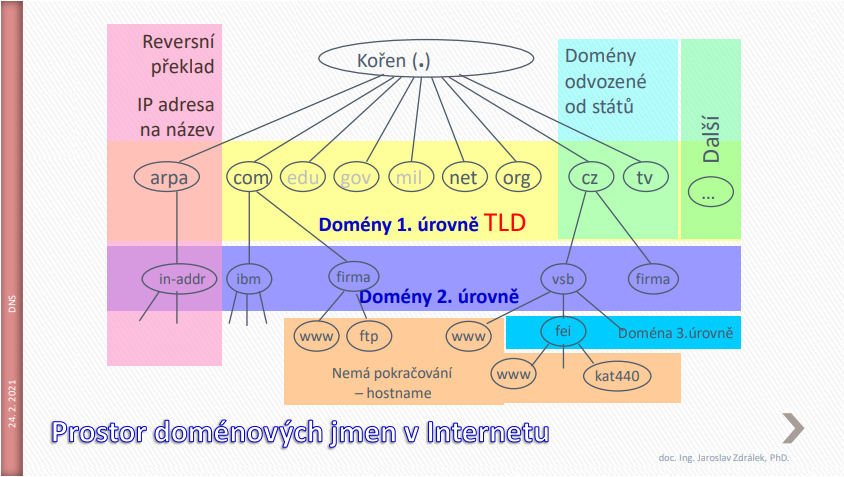 Reversní
překlad
IP adresa
na název
Kořen (.)
Domény
odvozené
od států
Další
arpa
com
edu
gov
mil
net
org
cz
tv
...
Domény 1. úrovně TLD
in-addr
ibm
firma
vsb
firma
Domény 2. úrovně
www
ftp
www
fei
Doména 3.úrovně
Nemá pokračování
– hostname
www
kat440
Prostor doménových jmen v Internetu
doc. Ing. Jaroslav Zdrálek, PhD.
DNS
24. 2. 2021